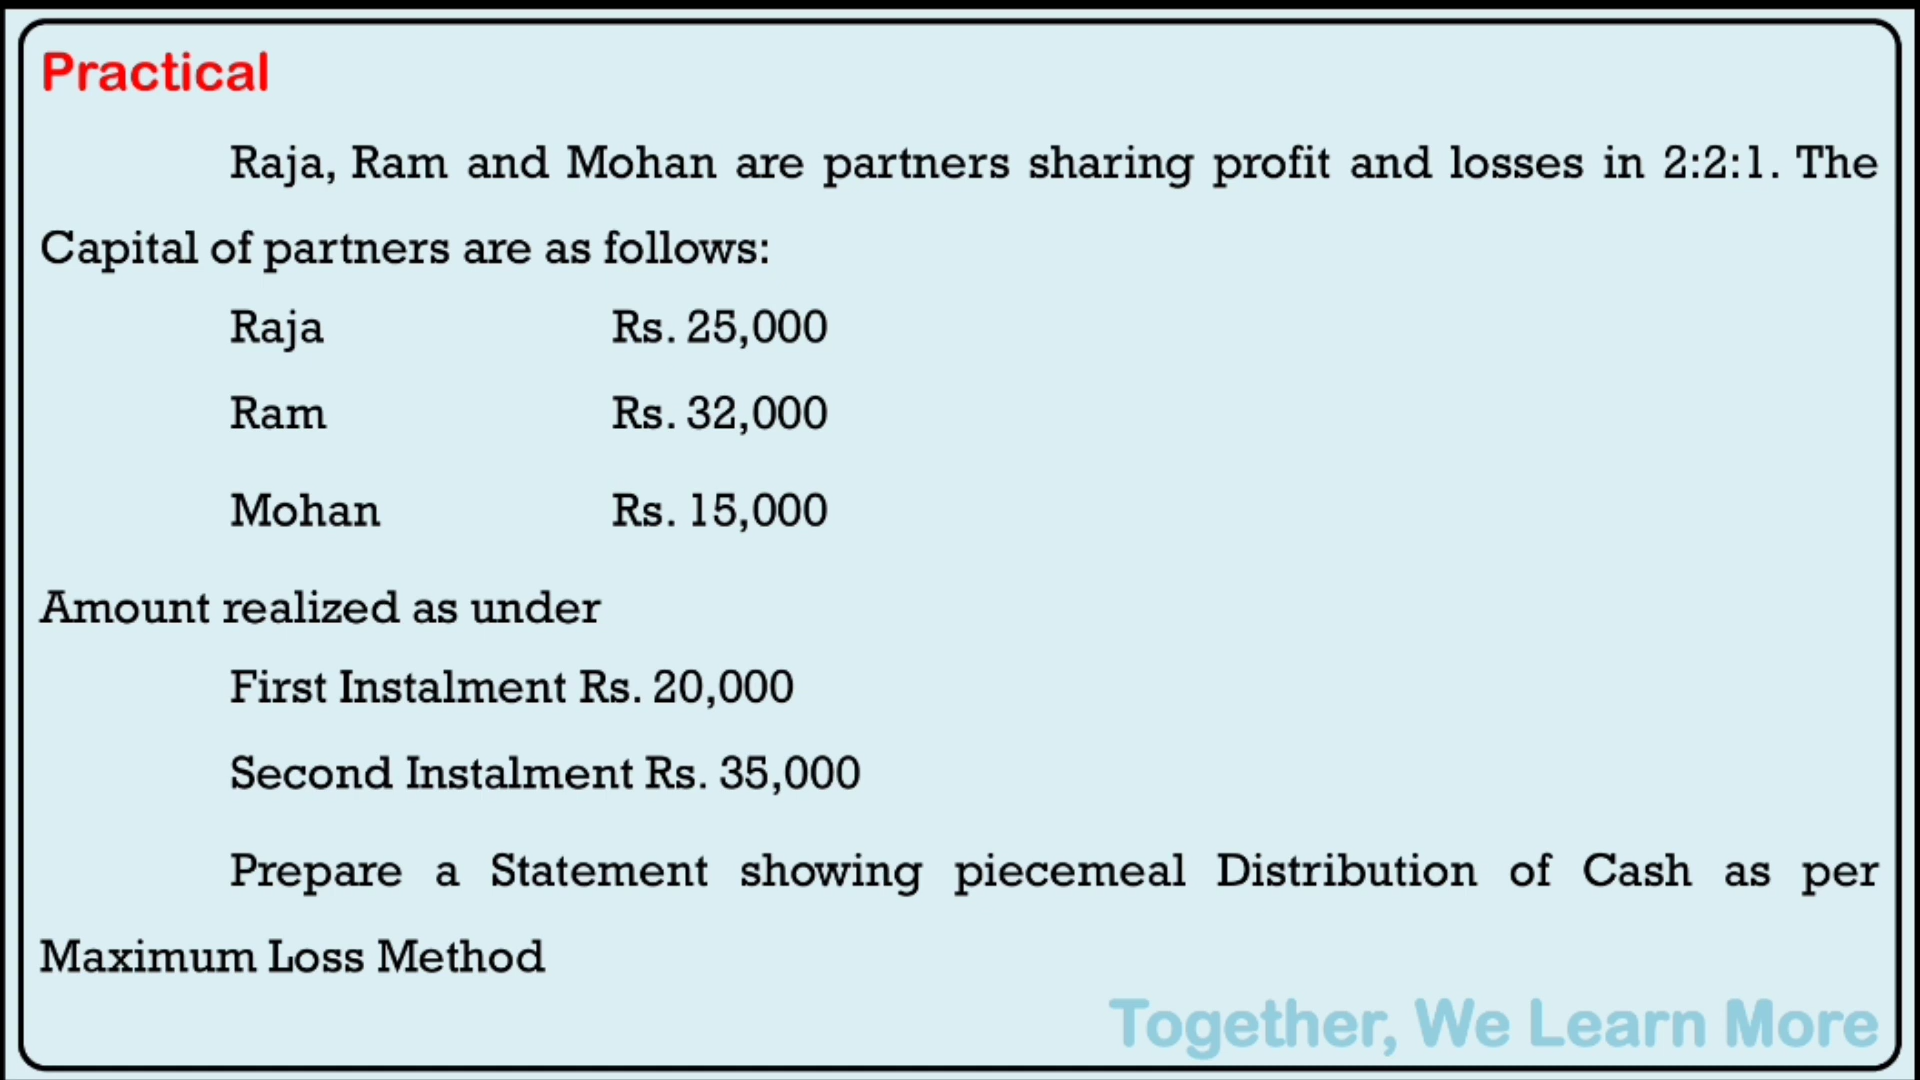 Practical
Raja, Ram and Mohan are partners sharing profit and losses in 2:2:1. The
Capital of partners are as follows:
Raja Rs. 25,000
Ram Rs. 32,000
Mohan Rs. 15,000
Amount realized as under
First Instalment Rs. 20,000
Second Instalment Rs. 35,000
Prepare a Statement showing piecemeal Distribution of Cash as per
Maximum Loss Method
Together, We Learn More